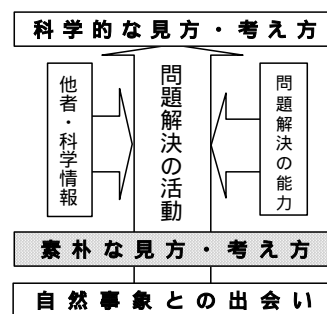 科学的な見方・考え方
他者・科学情報
問題解決の活動
問題解決の能力
素朴な見方・考え方
自然事象との出会い